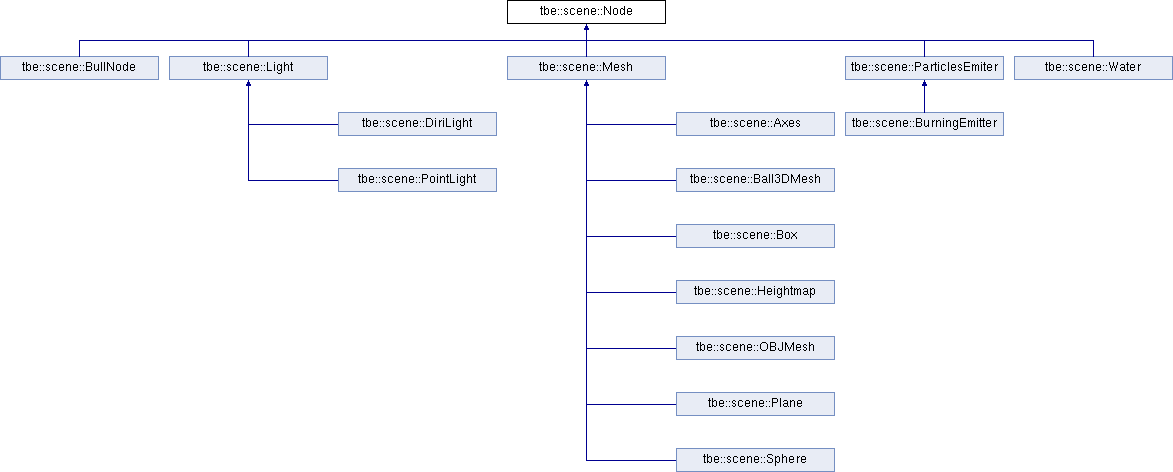 tbe::scene::Node
tbe::scene::BullNode
tbe::scene::Light
tbe::scene::Mesh
tbe::scene::ParticlesEmiter
tbe::scene::Water
tbe::scene::DiriLight
tbe::scene::Axes
tbe::scene::BurningEmitter
tbe::scene::PointLight
tbe::scene::Ball3DMesh
tbe::scene::Box
tbe::scene::Heightmap
tbe::scene::OBJMesh
tbe::scene::Plane
tbe::scene::Sphere